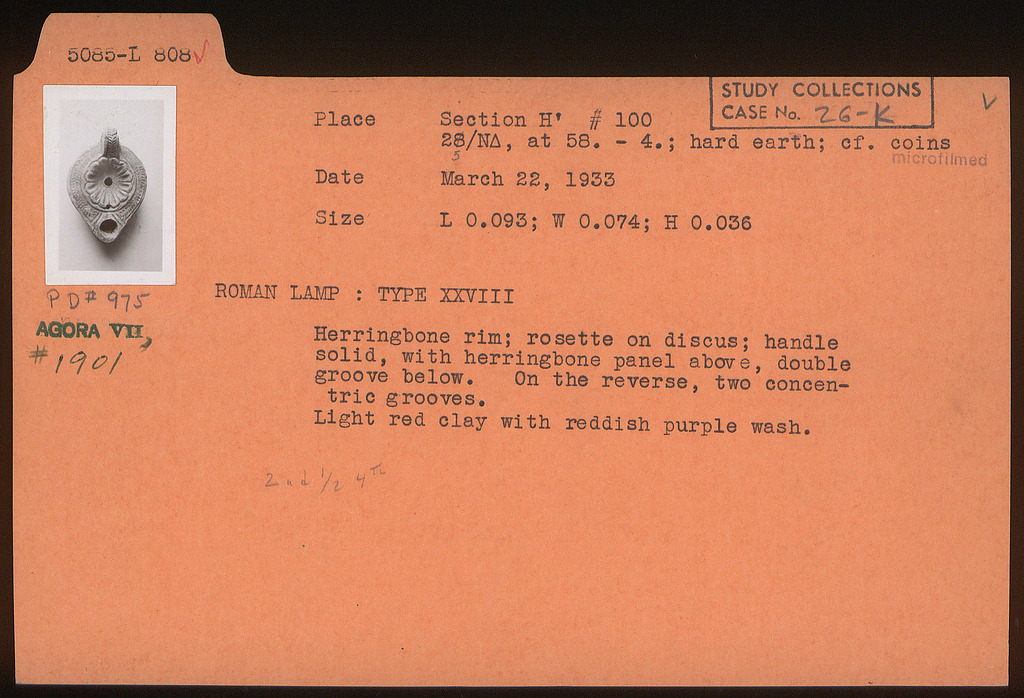 5085-L 808 ✓
STUDY COLLECTIONS
CASE No. 26-K
✓
Place Section H' # 100
28/NΔ, at 58. - 4.; hard earth; cf. coins
5
microfilmed
Date March 22, 1933
Size L 0.093; W 0.074; H 0.036
PD# 975
AGORA VII,
#1901
ROMAN LAMP : TYPE XXVIII
Herringbone rim; rosette on discus; handle
solid, with herringbone panel above, double
groove below. On the reverse, two concen-
tric grooves.
Light red clay with reddish purple wash.
2nd 1/2 4th